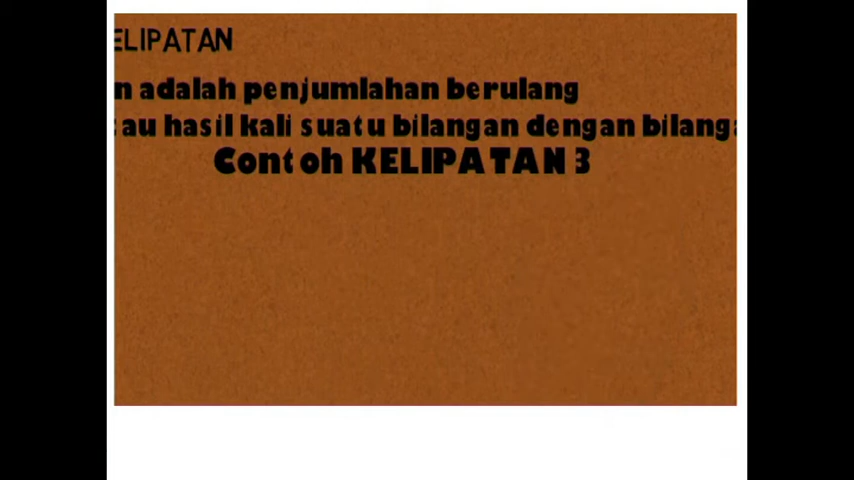 ELIPATAN
n adalah penjumlahan berulang
au hasil kali suatu bilangan dengan bilang
Contoh KELIPATAN 3